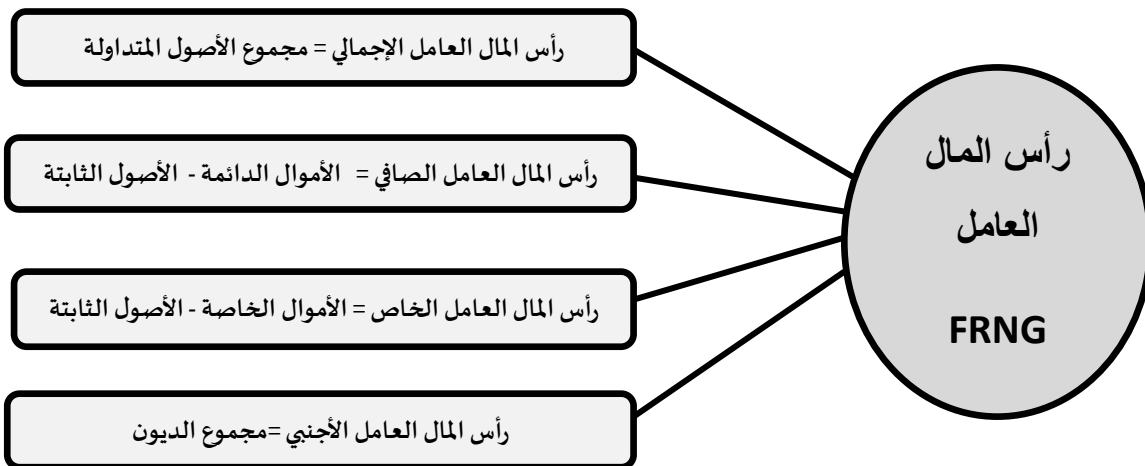 رأس المال العامل الإجمالي = مجموع الأصول المتداولة
رأس المال العامل الصافي = الأموال الدائمة - الأصول الثابتة
رأس المال العامل الخاص = الأموال الخاصة - الأصول الثابتة
رأس المال العامل الأجنبي =مجموع الديون
رأس المال
العامل
FRNG